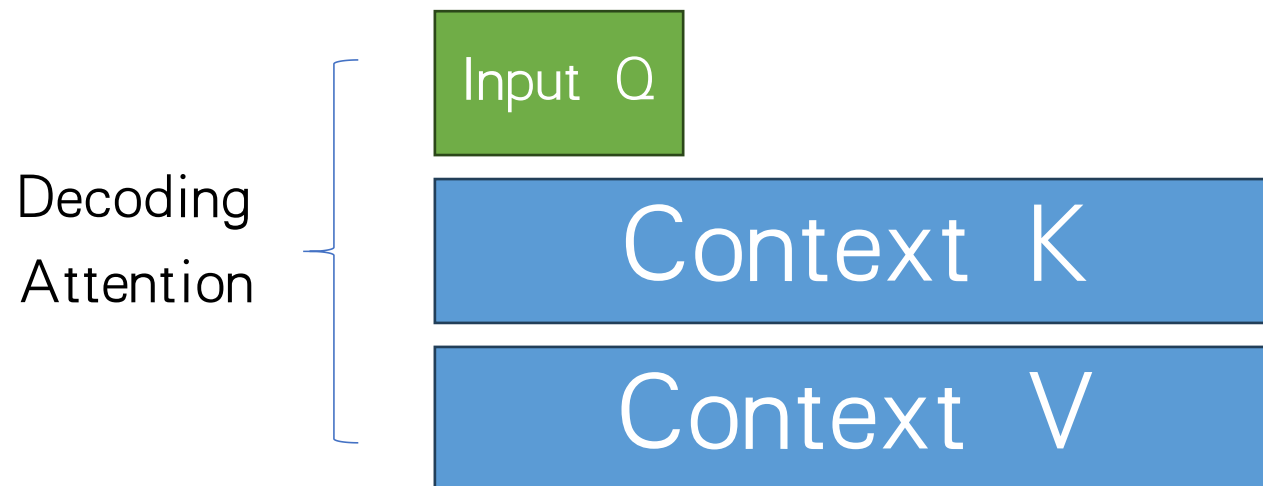 Input Q
Decoding
Attention
Context K
Context V